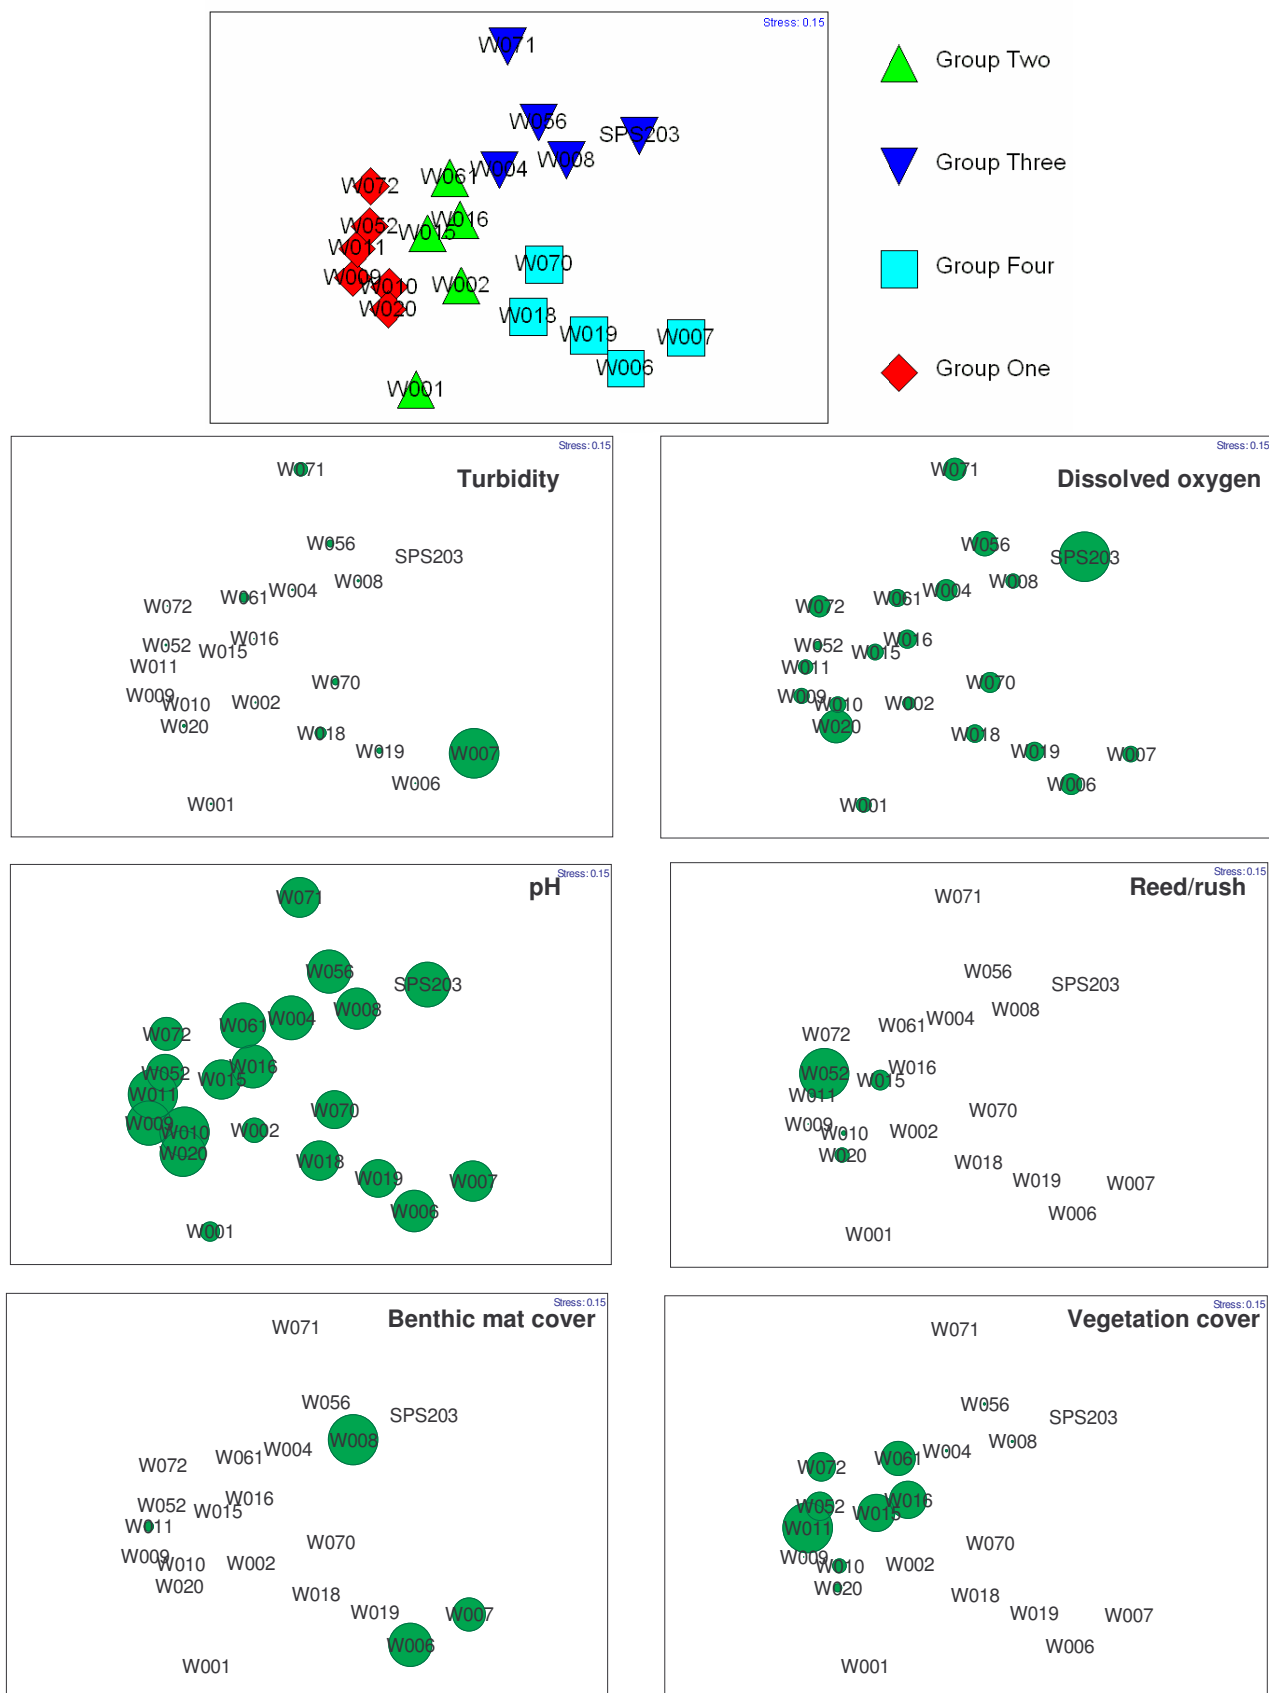 Stress: 0.15
W071
W056
SPS203
W008
W004
W061
W072
W016
W052
W015
W011
W070
W009
W010
W002
W020
W018
W019
W007
W006
W001
Group Two
Group Three
Group Four
Group One
Stress: 0.15
Turbidity
W071
W056
SPS203
W008
W004
W061
W072
W016
W052
W015
W011
W070
W009
W010
W002
W020
W018
W019
W007
W006
W001
Stress: 0.15
Dissolved oxygen
W071
W056
SPS203
W008
W004
W061
W072
W016
W052
W015
W011
W070
W009
W010
W002
W020
W018
W019
W007
W006
W001
Stress: 0.15
pH
W071
W056
SPS203
W008
W004
W061
W072
W016
W052
W015
W011
W070
W009
W010
W002
W020
W018
W019
W007
W006
W001
Stress: 0.15
Reed/rush
W071
W056
SPS203
W008
W004
W061
W072
W016
W052
W015
W011
W070
W009
W010
W002
W020
W018
W019
W007
W006
W001
Stress: 0.15
Benthic mat cover
W071
W056
SPS203
W008
W004
W061
W072
W016
W052
W015
W011
W070
W009
W010
W002
W020
W018
W019
W007
W006
W001
Stress: 0.15
Vegetation cover
W071
W056
SPS203
W008
W004
W061
W072
W016
W052
W015
W011
W070
W009
W010
W002
W020
W018
W019
W007
W006
W001